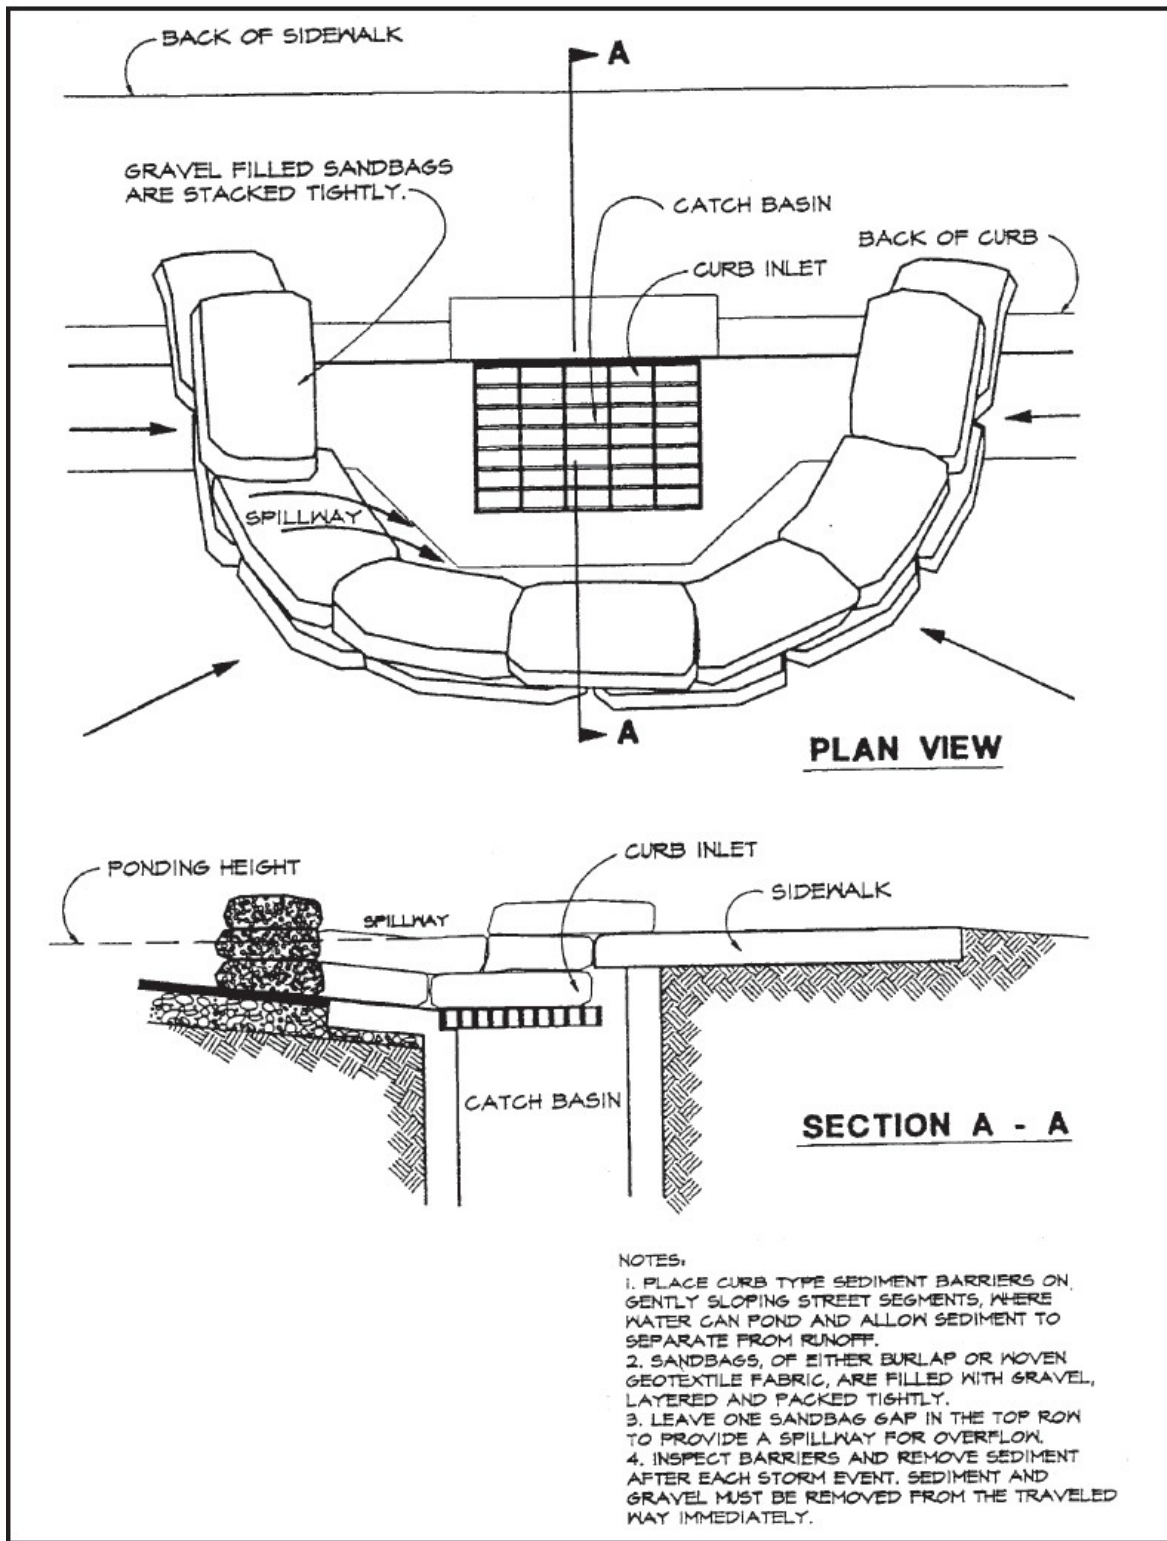 BACK OF SIDEWALK
A
GRAVEL FILLED SANDBAGS
ARE STACKED TIGHTLY.
CATCH BASIN
BACK OF CURB
CURB INLET
SPILLWAY
A
PLAN VIEW
CURB INLET
PONDING HEIGHT
SIDEWALK
SPILLWAY
CATCH BASIN
SECTION A - A
NOTES:
1. PLACE CURB TYPE SEDIMENT BARRIERS ON
GENTLY SLOPING STREET SEGMENTS, WHERE
WATER CAN POND AND ALLOW SEDIMENT TO
SEPARATE FROM RUNOFF.
2. SANDBAGS, OF EITHER BURLAP OR WOVEN
GEOTEXTILE FABRIC, ARE FILLED WITH GRAVEL,
LAYERED AND PACKED TIGHTLY.
3. LEAVE ONE SANDBAG GAP IN THE TOP ROW
TO PROVIDE A SPILLWAY FOR OVERFLOW.
4. INSPECT BARRIERS AND REMOVE SEDIMENT
AFTER EACH STORM EVENT. SEDIMENT AND
GRAVEL MUST BE REMOVED FROM THE TRAVELED
WAY IMMEDIATELY.